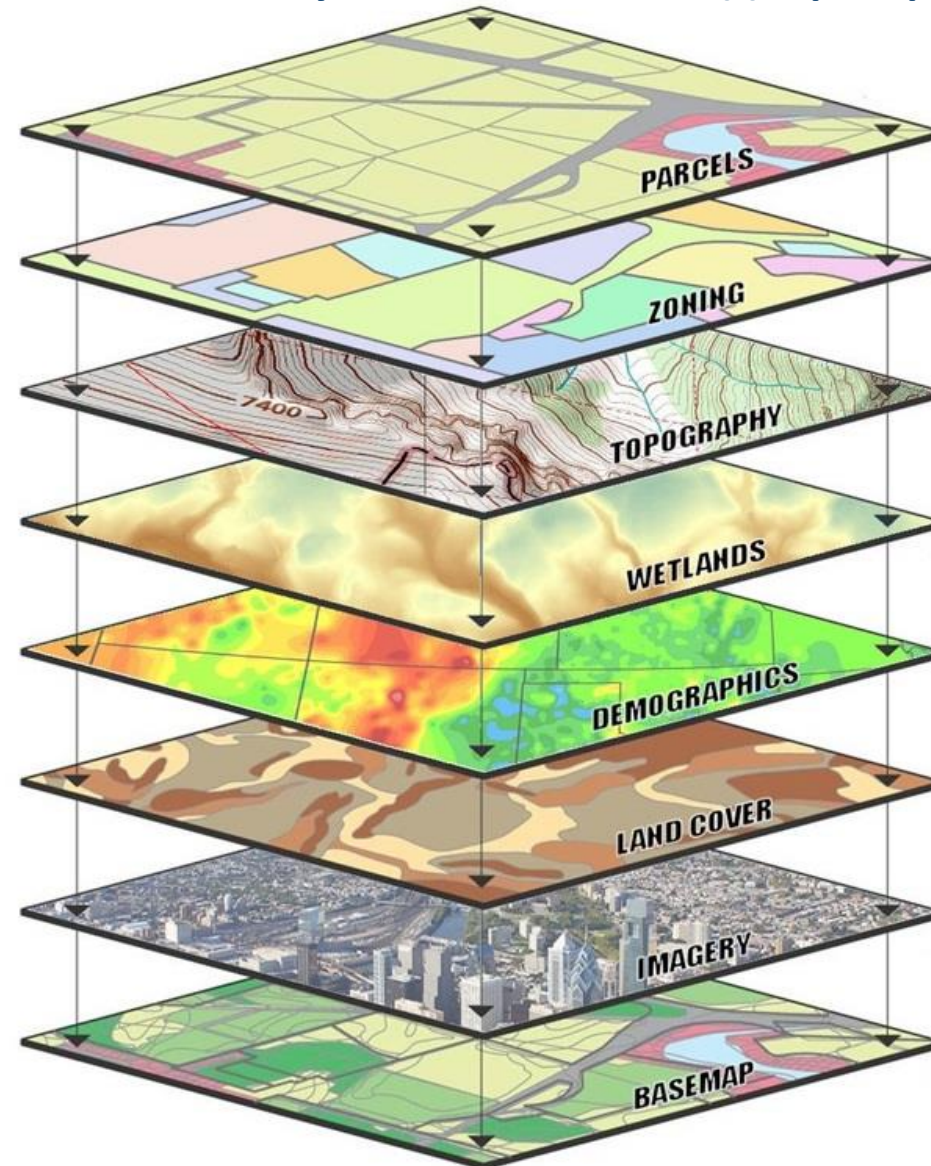 PARCELS
ZONING
7400
TOPOGRAPHY
WETLANDS
DEMOGRAPHICS
LAND COVER
IMAGERY
BASEMAP